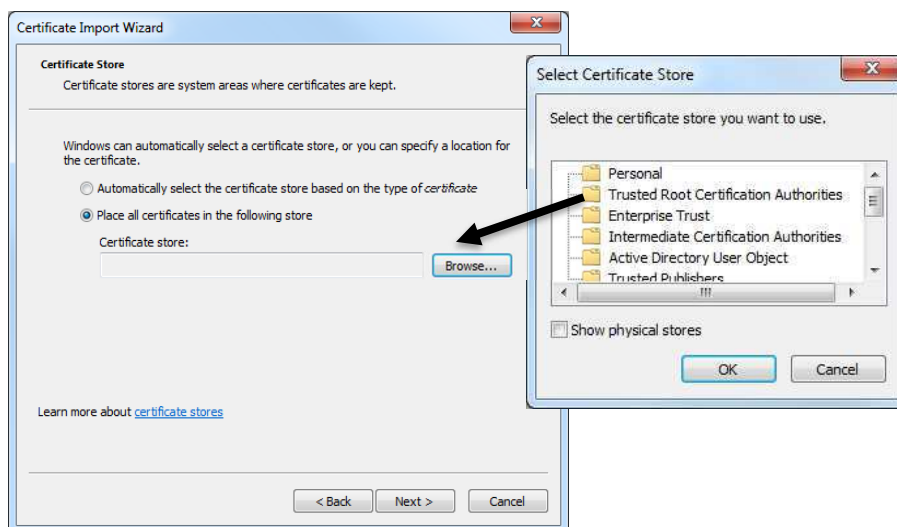 Certificate Import Wizard
Certificate Store
Certificate stores are system areas where certificates are kept.
Windows can automatically select a certificate store, or you can specify a location for
the certificate.
Automatically select the certificate store based on the type of certificate
Place all certificates in the following store
Certificate store:
Browse...
Learn more about certificate stores
< Back
Next >
Cancel
Select Certificate Store
Select the certificate store you want to use.
Personal
Trusted Root Certification Authorities
Enterprise Trust
Intermediate Certification Authorities
Active Directory User Object
Trusted Publishers
Show physical stores
OK
Cancel